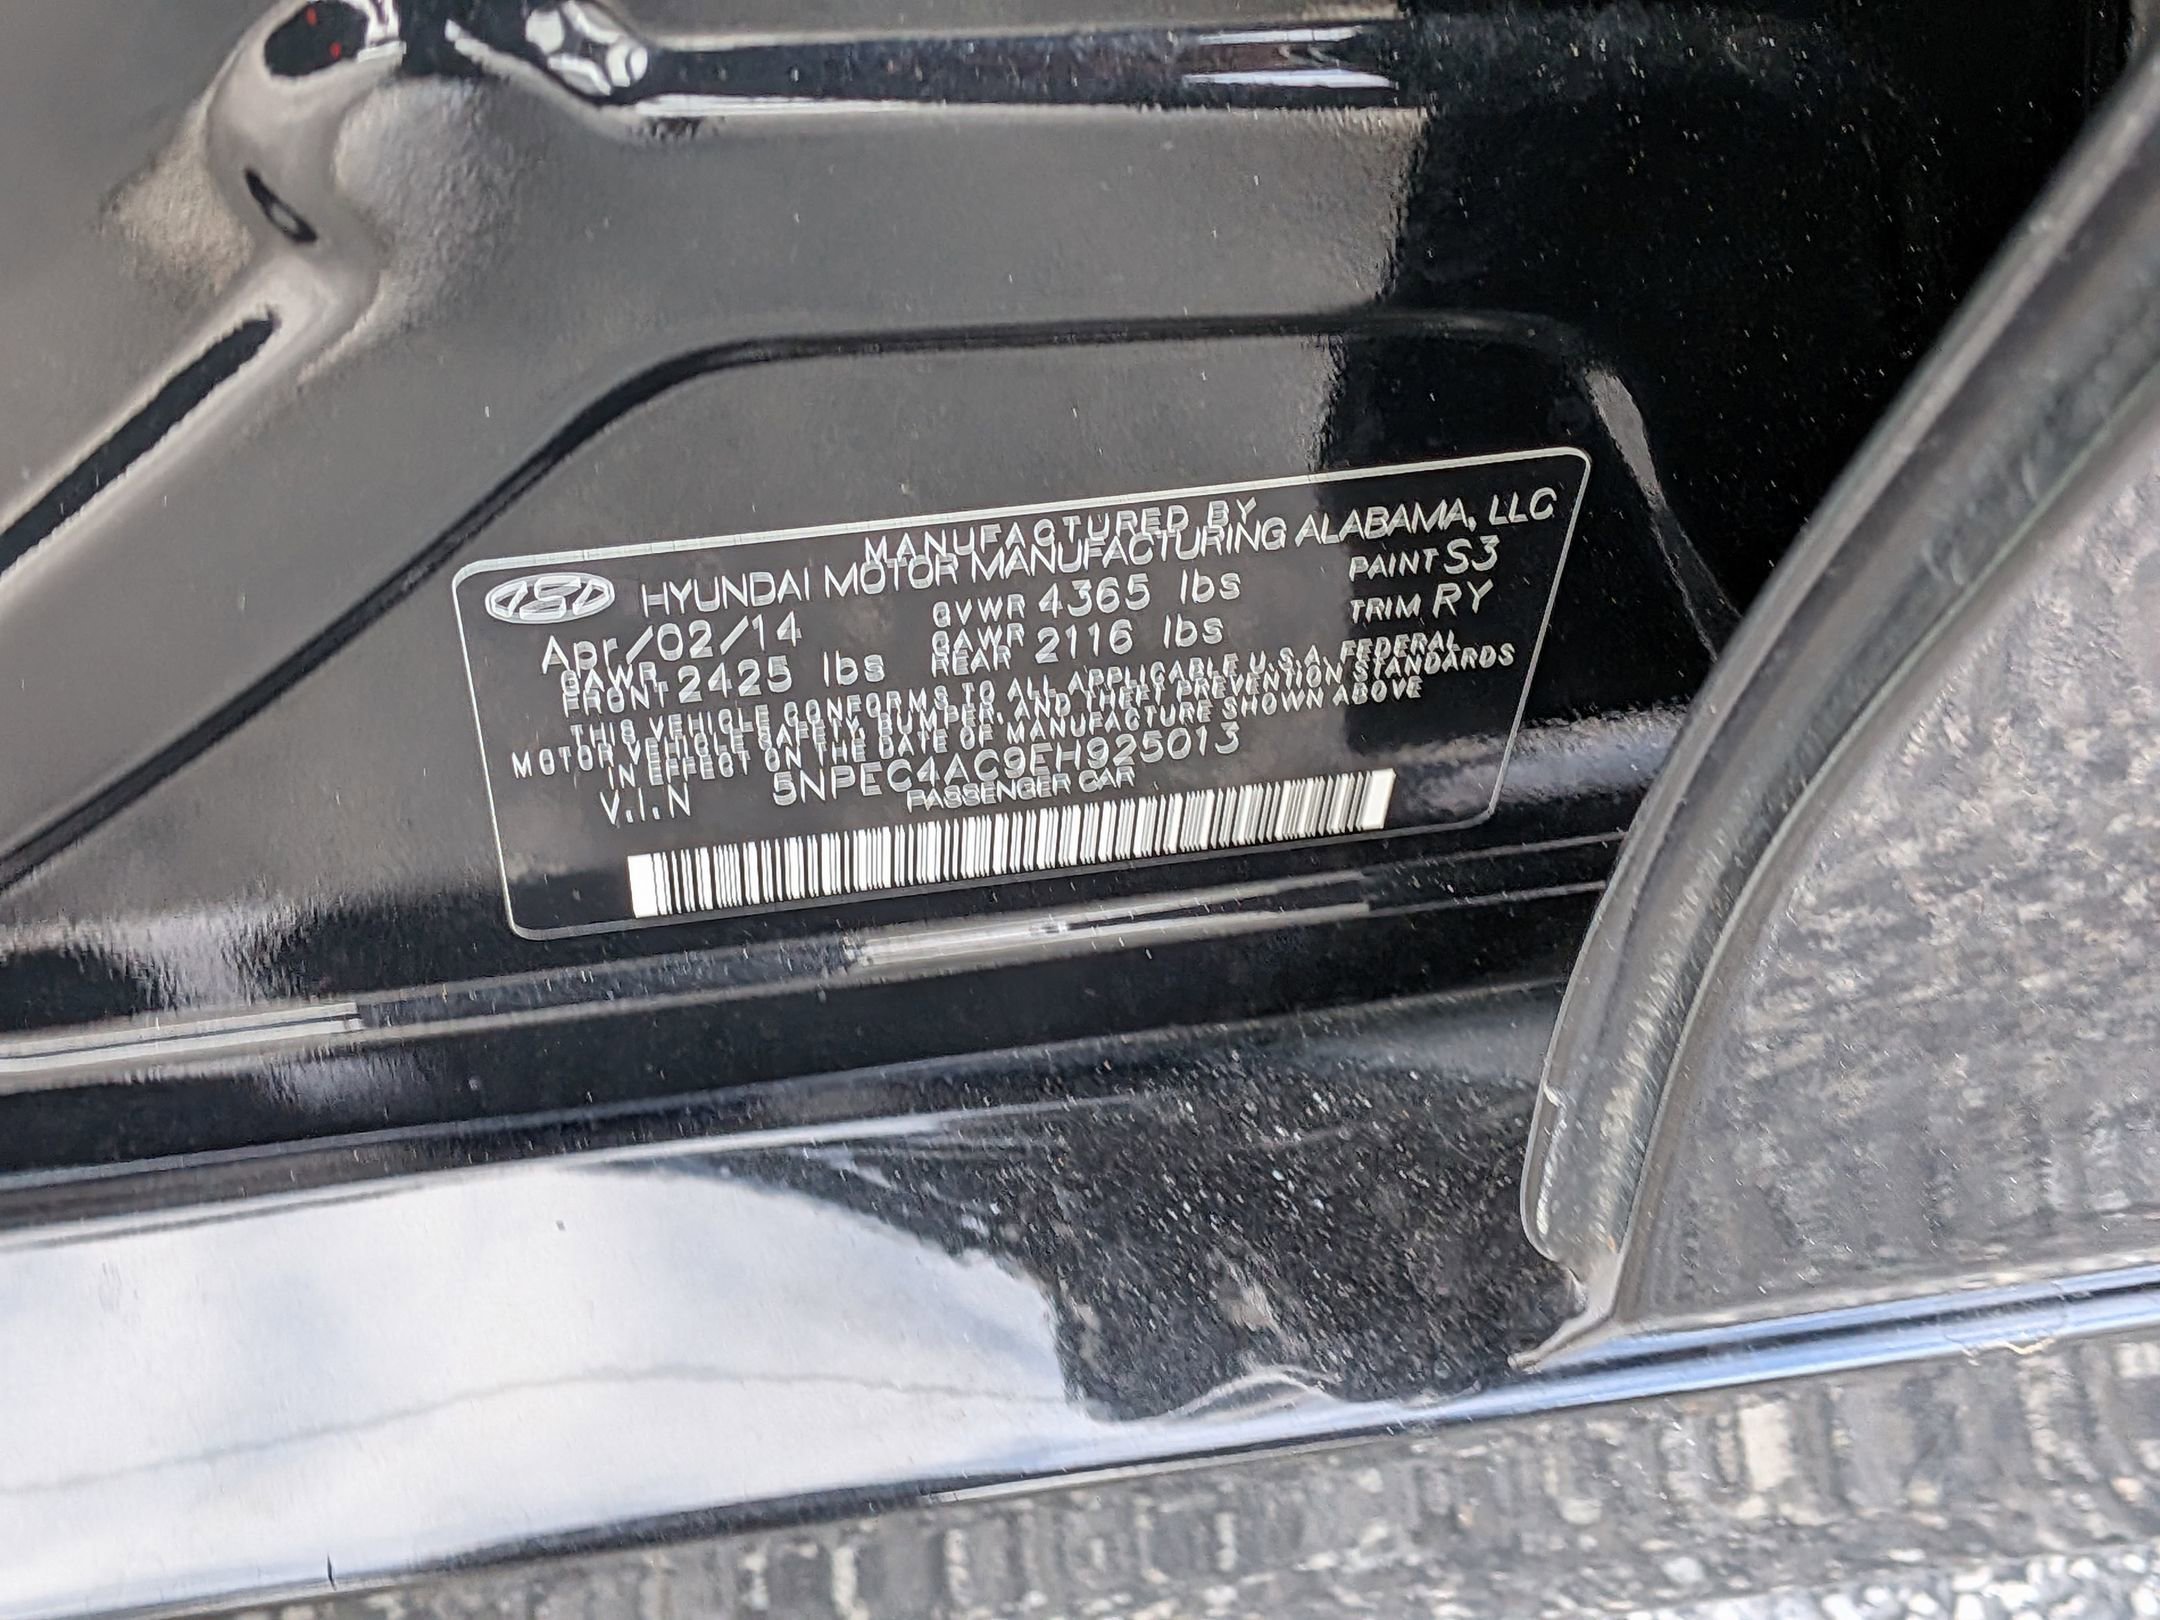 MANUFACTURED BY
HYUNDAI MOTOR MANUFACTURING ALABAMA, LLC
Apr/02/14 GVWR 4365 lbs PAINT S3
GAWR FRONT 2425 lbs GAWR REAR 2116 lbs TRIM RY
THIS VEHICLE CONFORMS TO ALL APPLICABLE U.S.A. FEDERAL
MOTOR VEHICLE SAFETY, BUMPER, AND THEFT PREVENTION STANDARDS
IN EFFECT ON THE DATE OF MANUFACTURE SHOWN ABOVE
V.I.N 5NPEC4AC9EH925013
PASSENGER CAR